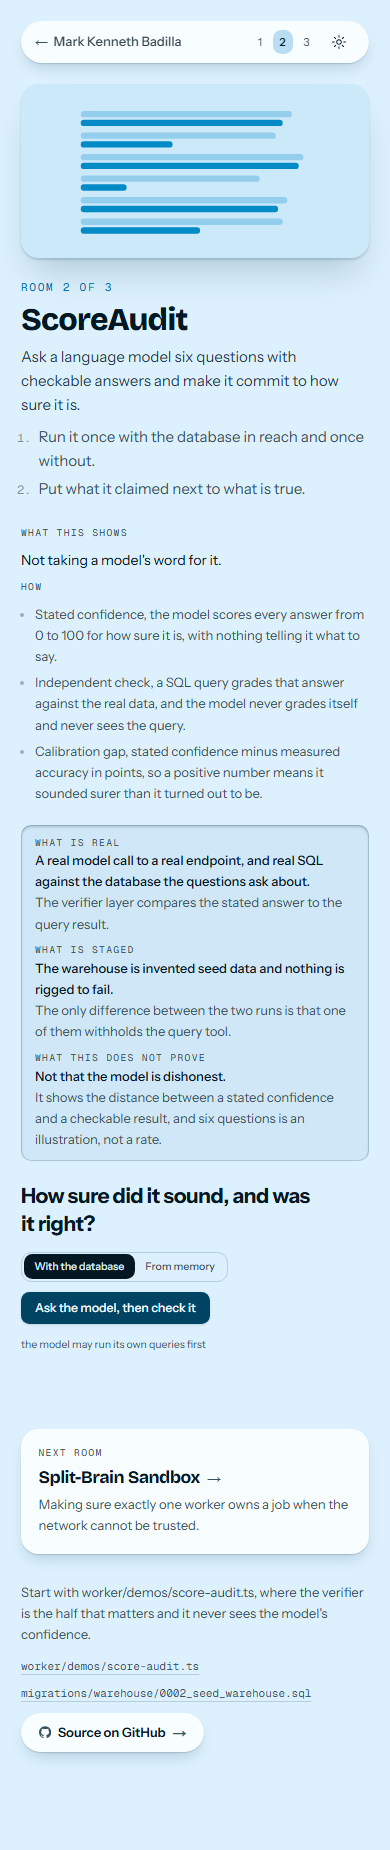 ← Mark Kenneth Badilla 1 2 3
ROOM 2 OF 3
ScoreAudit
Ask a language model six questions with
checkable answers and make it commit to how
sure it is.
1. Run it once with the database in reach and once
without.
2. Put what it claimed next to what is true.
WHAT THIS SHOWS
Not taking a model's word for it.
HOW
• Stated confidence, the model scores every answer from
0 to 100 for how sure it is, with nothing telling it what to
say.
• Independent check, a SQL query grades that answer
against the real data, and the model never grades itself
and never sees the query.
• Calibration gap, stated confidence minus measured
accuracy in points, so a positive number means it
sounded surer than it turned out to be.
WHAT IS REAL
A real model call to a real endpoint, and real SQL
against the database the questions ask about.
The verifier layer compares the stated answer to the
query result.
WHAT IS STAGED
The warehouse is invented seed data and nothing is
rigged to fail.
The only difference between the two runs is that one
of them withholds the query tool.
WHAT THIS DOES NOT PROVE
Not that the model is dishonest.
It shows the distance between a stated confidence
and a checkable result, and six questions is an
illustration, not a rate.
How sure did it sound, and was
it right?
With the database From memory
Ask the model, then check it
the model may run its own queries first
NEXT ROOM
Split-Brain Sandbox →
Making sure exactly one worker owns a job when the
network cannot be trusted.
Start with worker/demos/score-audit.ts, where the verifier
is the half that matters and it never sees the model's
confidence.
worker/demos/score-audit.ts
migrations/warehouse/0002_seed_warehouse.sql
Source on GitHub →